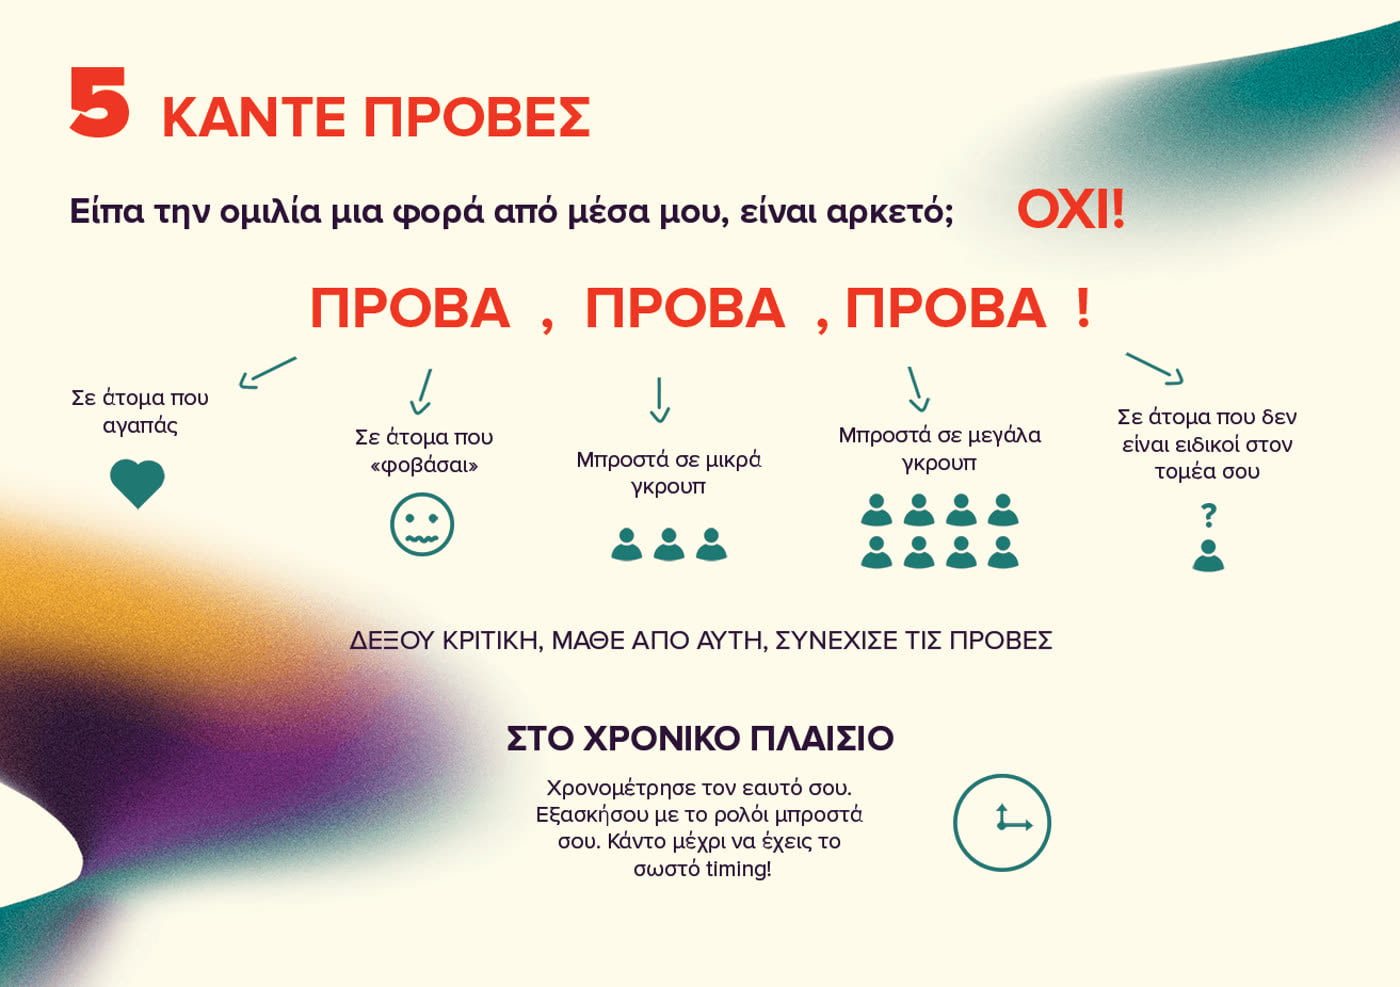 5 ΚΑΝΤΕ ΠΡΟΒΕΣ
Είπα την ομιλία μια φορά από μέσα μου, είναι αρκετό; ΟΧΙ!
ΠΡΟΒΑ , ΠΡΟΒΑ , ΠΡΟΒΑ !
Σε άτομα που
αγαπάς
Σε άτομα που
«φοβάσαι»
Μπροστά σε μικρά
γκρουπ
Μπροστά σε μεγάλα
γκρουπ
Σε άτομα που δεν
είναι ειδικοί στον
τομέα σου
?
ΔΕΞΟΥ ΚΡΙΤΙΚΗ, ΜΑΘΕ ΑΠΟ ΑΥΤΗ, ΣΥΝΕΧΙΣΕ ΤΙΣ ΠΡΟΒΕΣ
ΣΤΟ ΧΡΟΝΙΚΟ ΠΛΑΙΣΙΟ
Χρονομέτρησε τον εαυτό σου.
Εξασκήσου με το ρολόι μπροστά
σου. Κάντο μέχρι να έχεις το
σωστό timing!